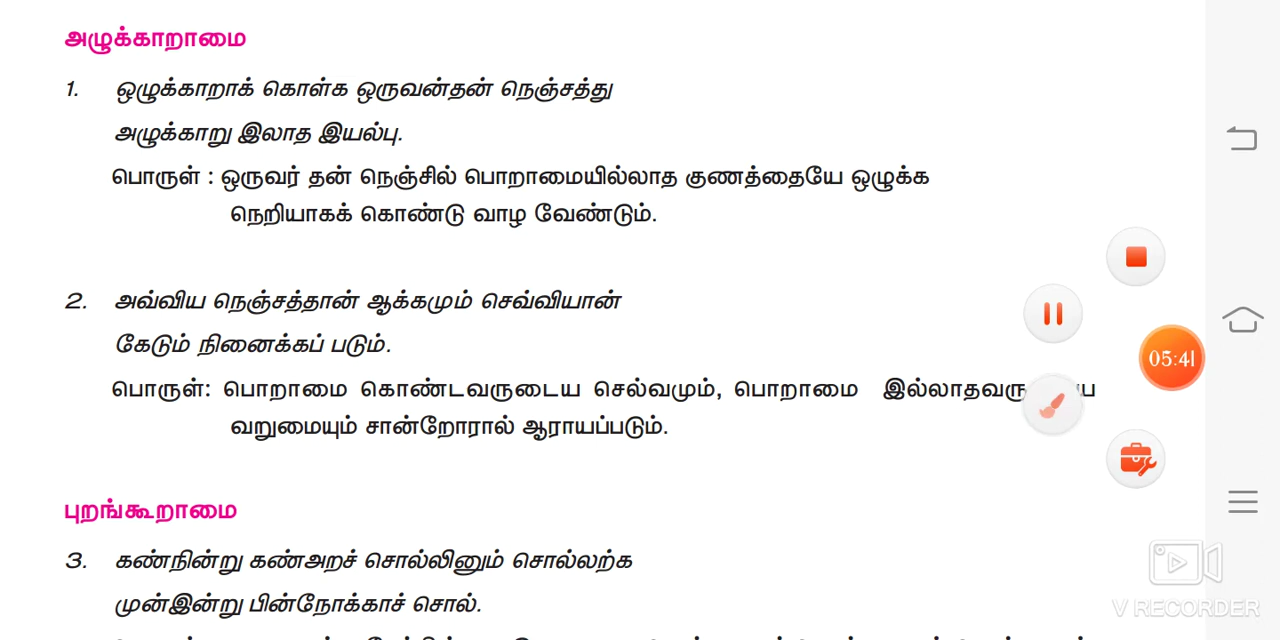 அழுக்காறாமை
1. ஒழுக்காறாக் கொள்க ஒருவன்தன் நெஞ்சத்து
அழுக்காறு இலாத இயல்பு.
பொருள் : ஒருவர் தன் நெஞ்சில் பொறாமையில்லாத குணத்தையே ஒழுக்க
நெறியாகக் கொண்டு வாழ வேண்டும்.
2. அவ்விய நெஞ்சத்தான் ஆக்கமும் செவ்வியான்
கேடும் நினைக்கப் படும்.
பொருள்: பொறாமை கொண்டவருடைய செல்வமும், பொறாமை
வறுமையும் சான்றோரால் ஆராயப்படும்.
05:41
புறங்கூறாமை
3. கண்நின்று கண்அறச் சொல்லினும் சொல்லற்க
முன்இன்று பின்நோக்காச் சொல்.
V RECORDER